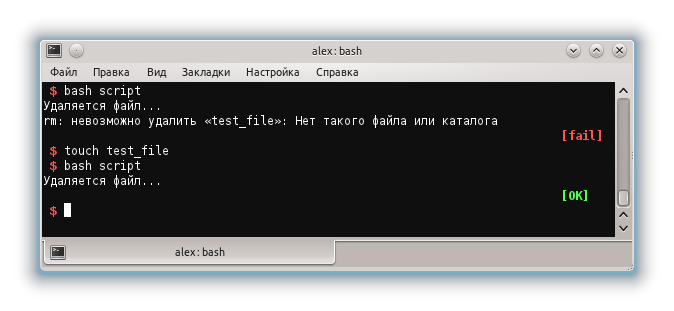 alex: bash
Файл Правка Вид Закладки Настройка Справка
$ bash script
Удаляется файл...
rm: невозможно удалить «test_file»: Нет такого файла или каталога
[fail]
$ touch test_file
$ bash script
Удаляется файл...
[OK]
$
alex: bash